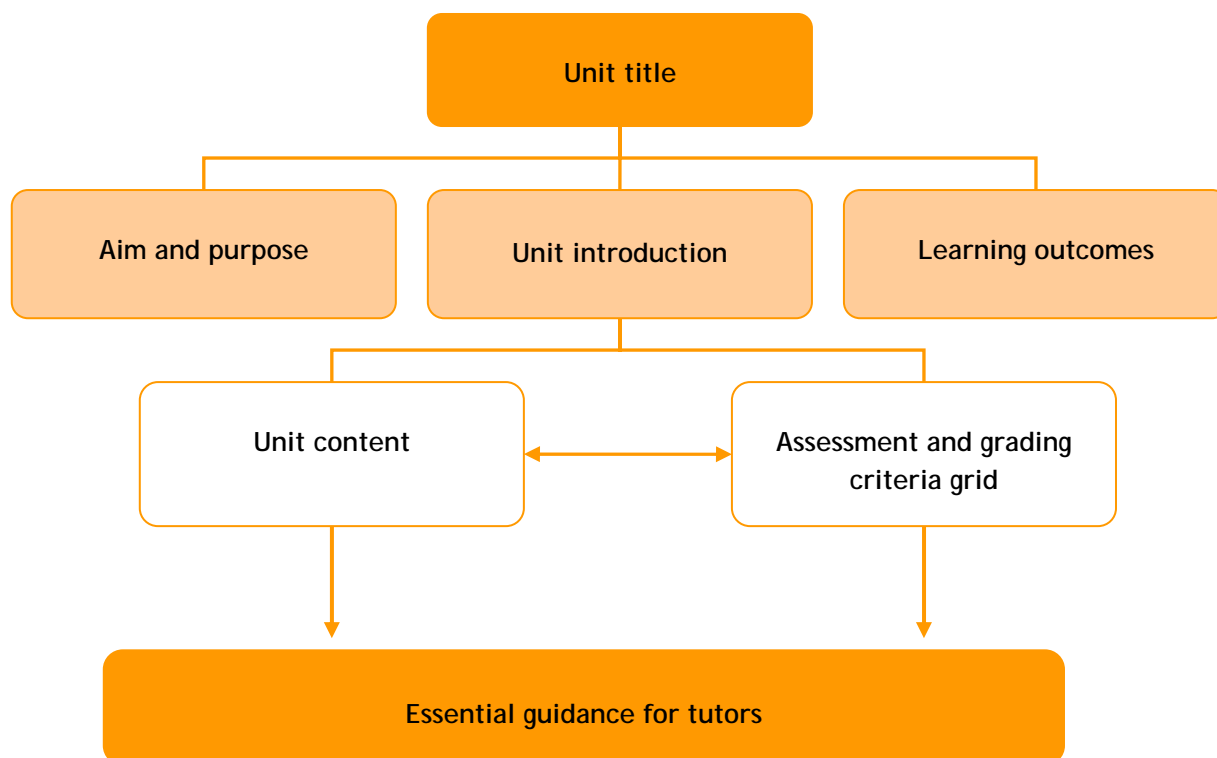 Unit title
Aim and purpose
Unit introduction
Learning outcomes
Unit content
Assessment and grading
criteria grid
Essential guidance for tutors